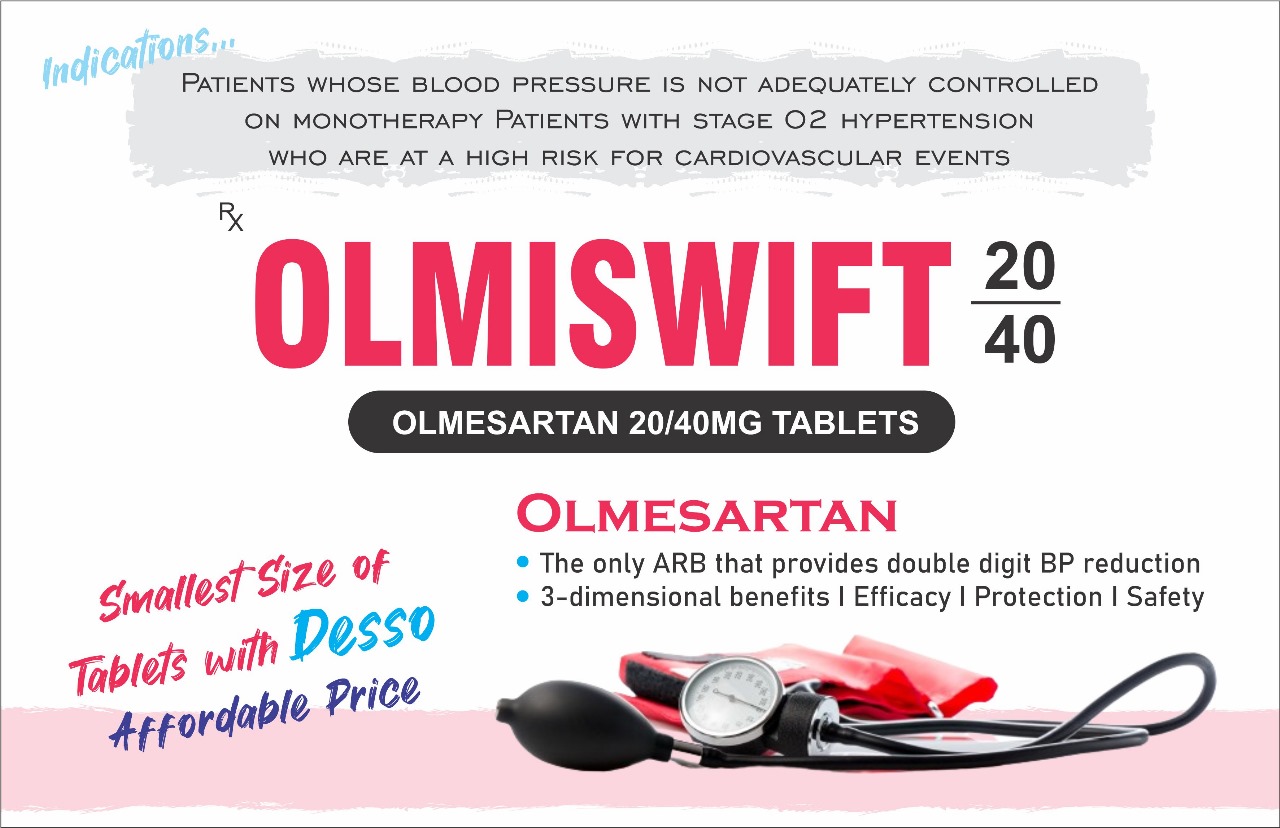 Indications...
Patients whose blood pressure is not adequately controlled
on monotherapy Patients with stage O2 hypertension
who are at a high risk for cardiovascular events
Rx
OLMISWIFT 20
40
OLMESARTAN 20/40MG TABLETS
Olmesartan
• The only ARB that provides double digit BP reduction
• 3-dimensional benefits | Efficacy | Protection | Safety
Smallest Size of
Tablets with Desso
Affordable Price